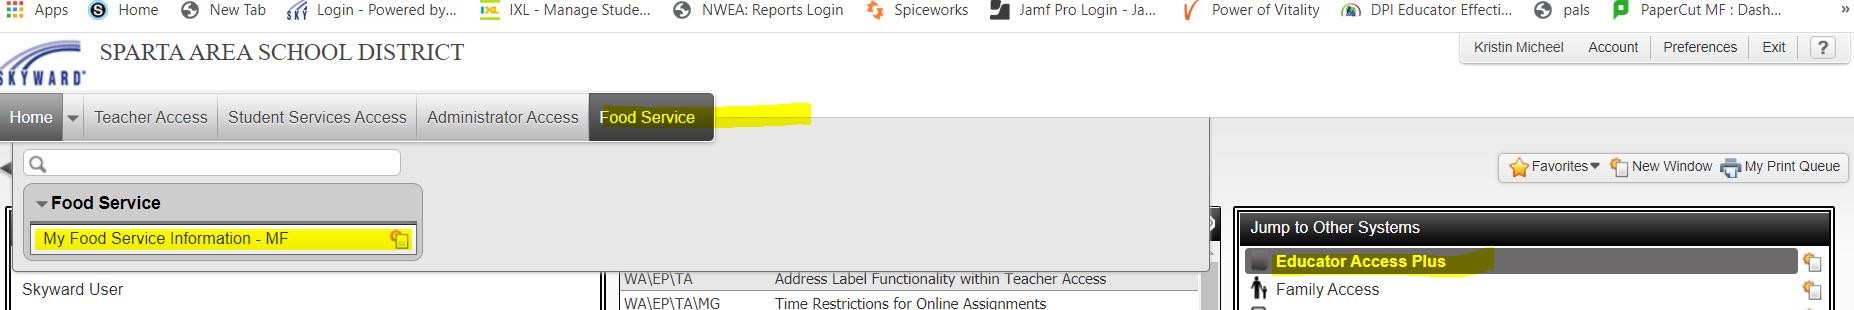 Apps Home New Tab Login - Powered by... IXL - Manage Stude... NWEA: Reports Login Spiceworks Jamf Pro Login - Ja... Power of Vitality DPI Educator Effecti... pals PaperCut MF : Dash... »
SKYWARD SPARTA AREA SCHOOL DISTRICT Kristin Micheel Account Preferences Exit ?
Home Teacher Access Student Services Access Administrator Access Food Service
Favorites New Window My Print Queue
Food Service
My Food Service Information - MF
Jump to Other Systems
Educator Access Plus
WA\EP\TA Address Label Functionality within Teacher Access
Skyward User Family Access
WA\EP\TA\MG Time Restrictions for Online Assignments